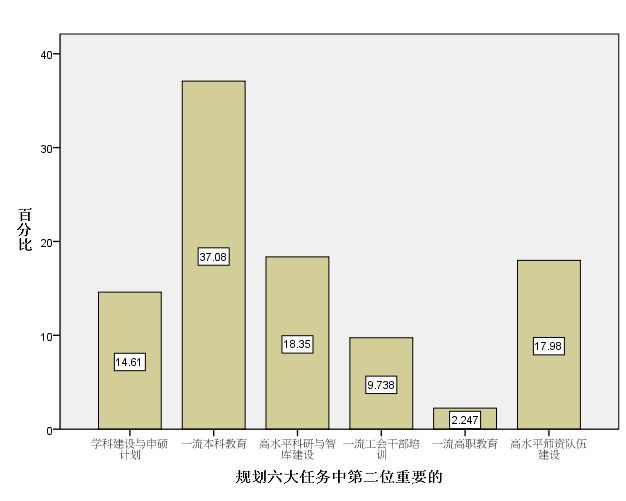 百分比
40
30
20
10
0
14.61
37.08
18.35
9.738
2.247
17.98
学科建设与申硕
计划
一流本科教育
高水平科研与智
库建设
一流工会干部培
训
一流高职教育
高水平师资队伍
建设
规划六大任务中第二位重要的